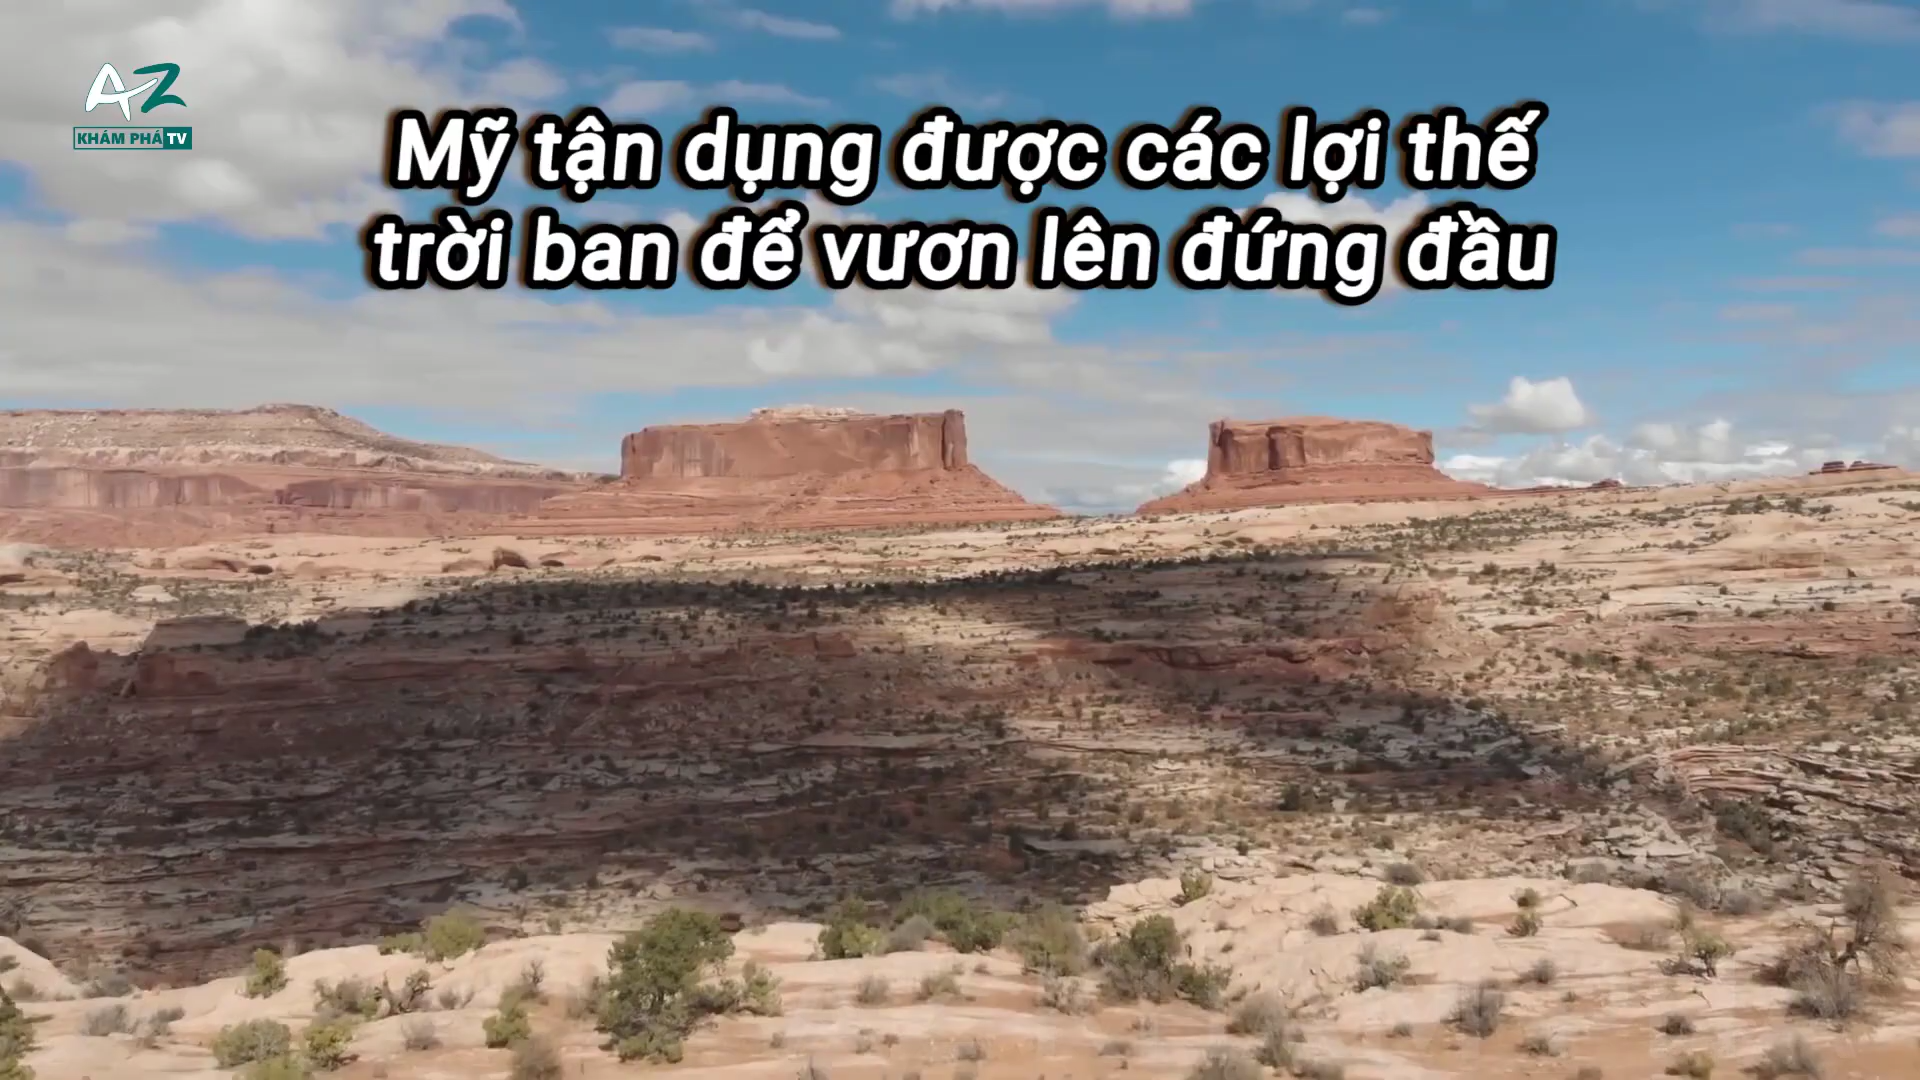 AZ
KHÁM PHÁ TV
Mỹ tận dụng được các lợi thế
trời ban để vươn lên đứng đầu